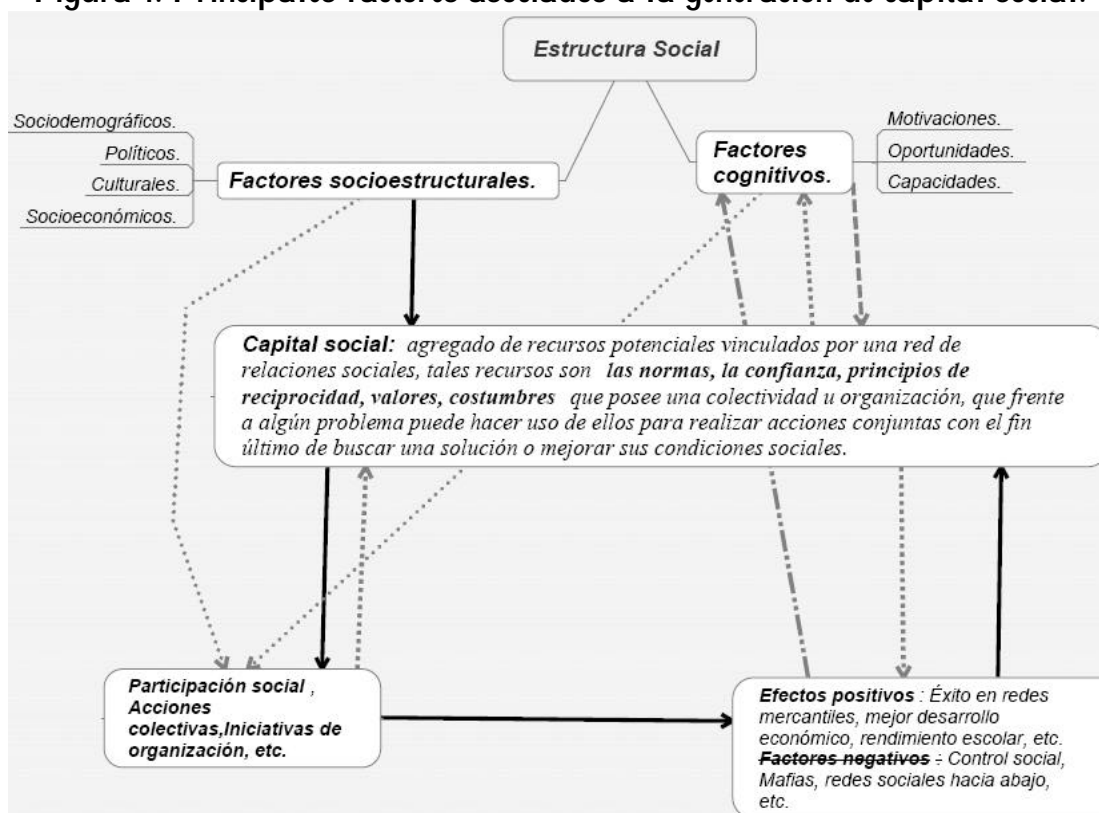 Figura 1. Principales factores asociados a la generación de capital social.
Estructura Social
Sociodemográficos.
Políticos.
Culturales.
Socioeconómicos.
Factores socioestructurales.
Factores
cognitivos.
Motivaciones.
Oportunidades.
Capacidades.
Capital social: agregado de recursos potenciales vinculados por una red de
relaciones sociales, tales recursos son las normas, la confianza, principios de
reciprocidad, valores, costumbres que posee una colectividad u organización, que frente
a algún problema puede hacer uso de ellos para realizar acciones conjuntas con el fin
último de buscar una solución o mejorar sus condiciones sociales.
Participación social ,
Acciones
colectivas,Iniciativas de
organización, etc.
Efectos positivos : Éxito en redes
mercantiles, mejor desarrollo
económico, rendimiento escolar, etc.
Factores negativos : Control social,
Mafias, redes sociales hacia abajo,
etc.